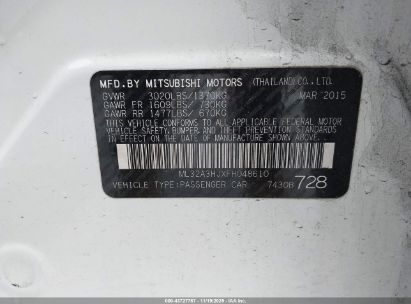 MFD.BY MITSUBISHI MOTORS (THAILAND) CO., LTD.
GVWR 3020LBS/1370KG MAR 2015
GAWR FR 1609LBS/ 730KG
GAWR RR 1477LBS/ 670KG
THIS VEHICLE CONFORMS TO ALL APPLICABLE FEDERAL
SAFETY, BUMPER, AND THEFT PREVENTION STANDARDS
IN EFFECT ON THE DATE OF MANUFACTURE SHOWN ABOVE.
ML32A3HJXFH048610
VEHICLE TYPE:PASSENGER CAR 7430B 728